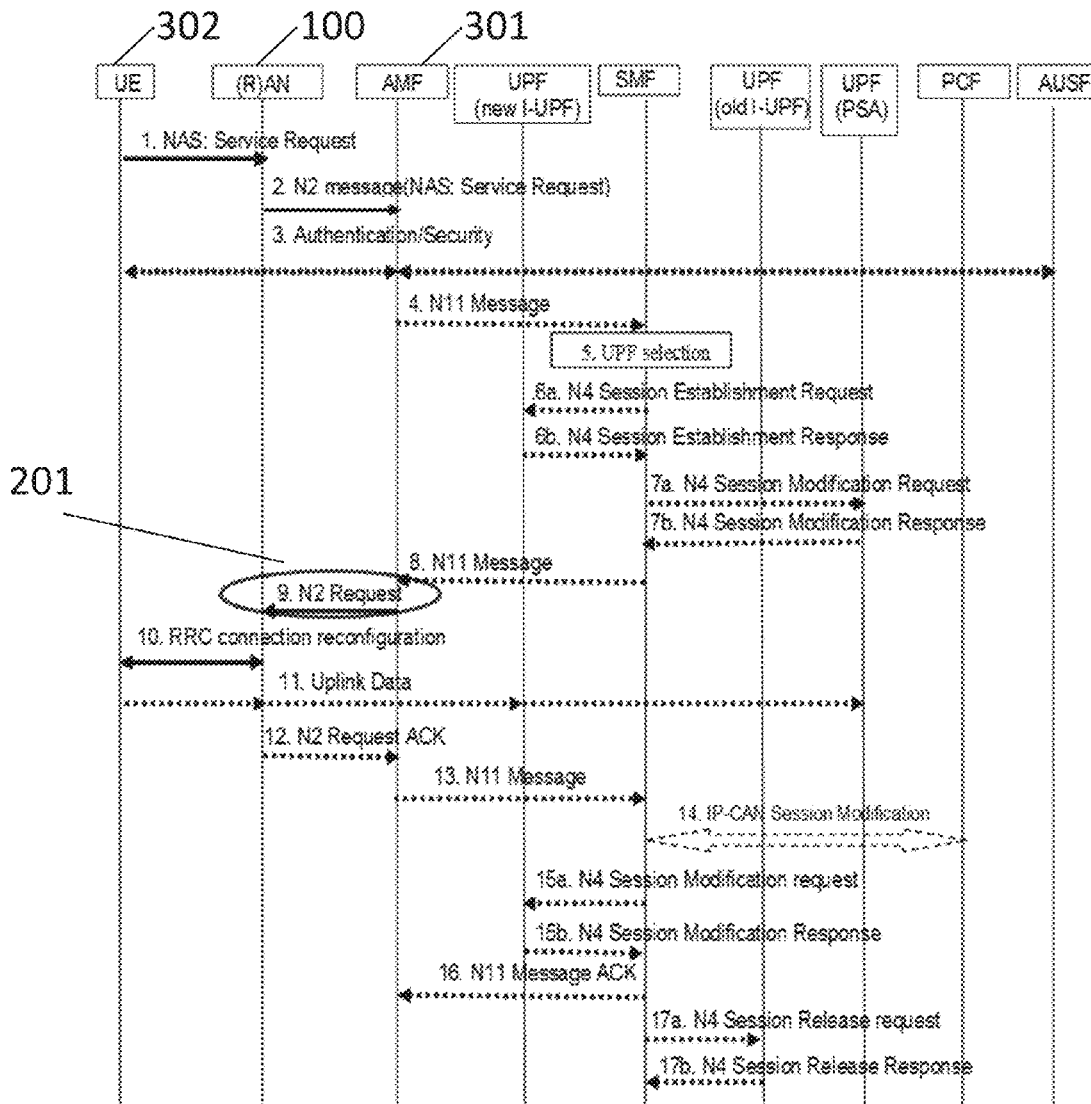 302
100
301
UE
(R)AN
AMF
UPF
(new I-UPF)
SMF
UPF
(old I-UPF)
UPF
(PSA)
PCF
AUSF
1. NAS: Service Request
2. N2 message(NAS: Service Request)
3. Authentication/Security
4. N11 Message
5. UPF selection
6a. N4 Session Establishment Request
6b. N4 Session Establishment Response
201
7a. N4 Session Modification Request
7b. N4 Session Modification Response
8. N11 Message
9. N2 Request
10. RRC connection reconfiguration
11. Uplink Data
12. N2 Request ACK
13. N11 Message
14. IP-CAN Session Modification
15a. N4 Session Modification request
15b. N4 Session Modification Response
16. N11 Message ACK
17a. N4 Session Release request
17b. N4 Session Release Response